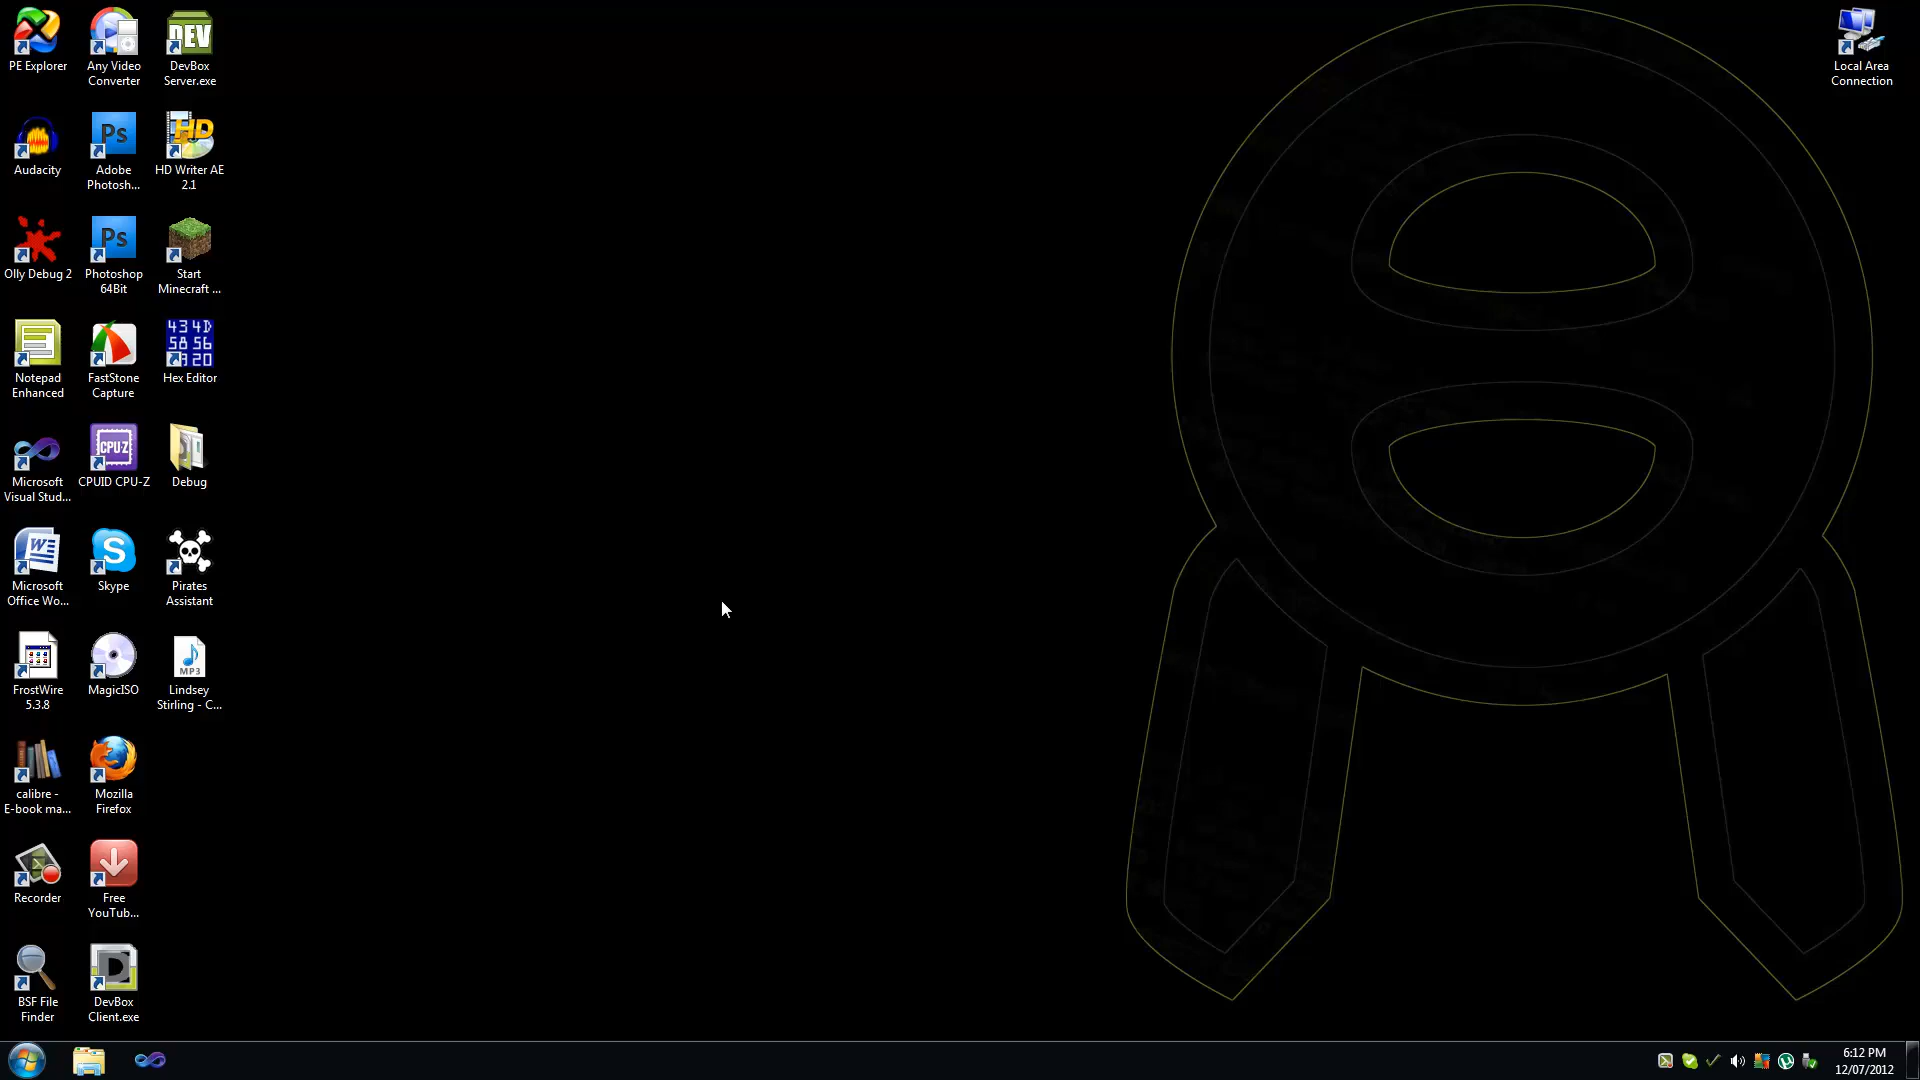 PE Explorer
Any Video
Converter
DEV
DevBox
Server.exe
Local Area
Connection
Audacity
Ps
Adobe
Photosh...
HD
HD Writer AE
2.1
Olly Debug 2
Ps
Photoshop
64Bit
Start
Minecraft ...
Notepad
Enhanced
FastStone
Capture
43 4D
58 56
20
Hex Editor
Microsoft
Visual Stud...
CPU-Z
CPUID CPU-Z
Debug
W
Microsoft
Office Wo...
S
Skype
Pirates
Assistant
FrostWire
5.3.8
MagicISO
MP3
Lindsey
Stirling - C...
calibre -
E-book ma...
Mozilla
Firefox
Recorder
Free
YouTub...
BSF File
Finder
D
DevBox
Client.exe
6:12 PM
12/07/2012